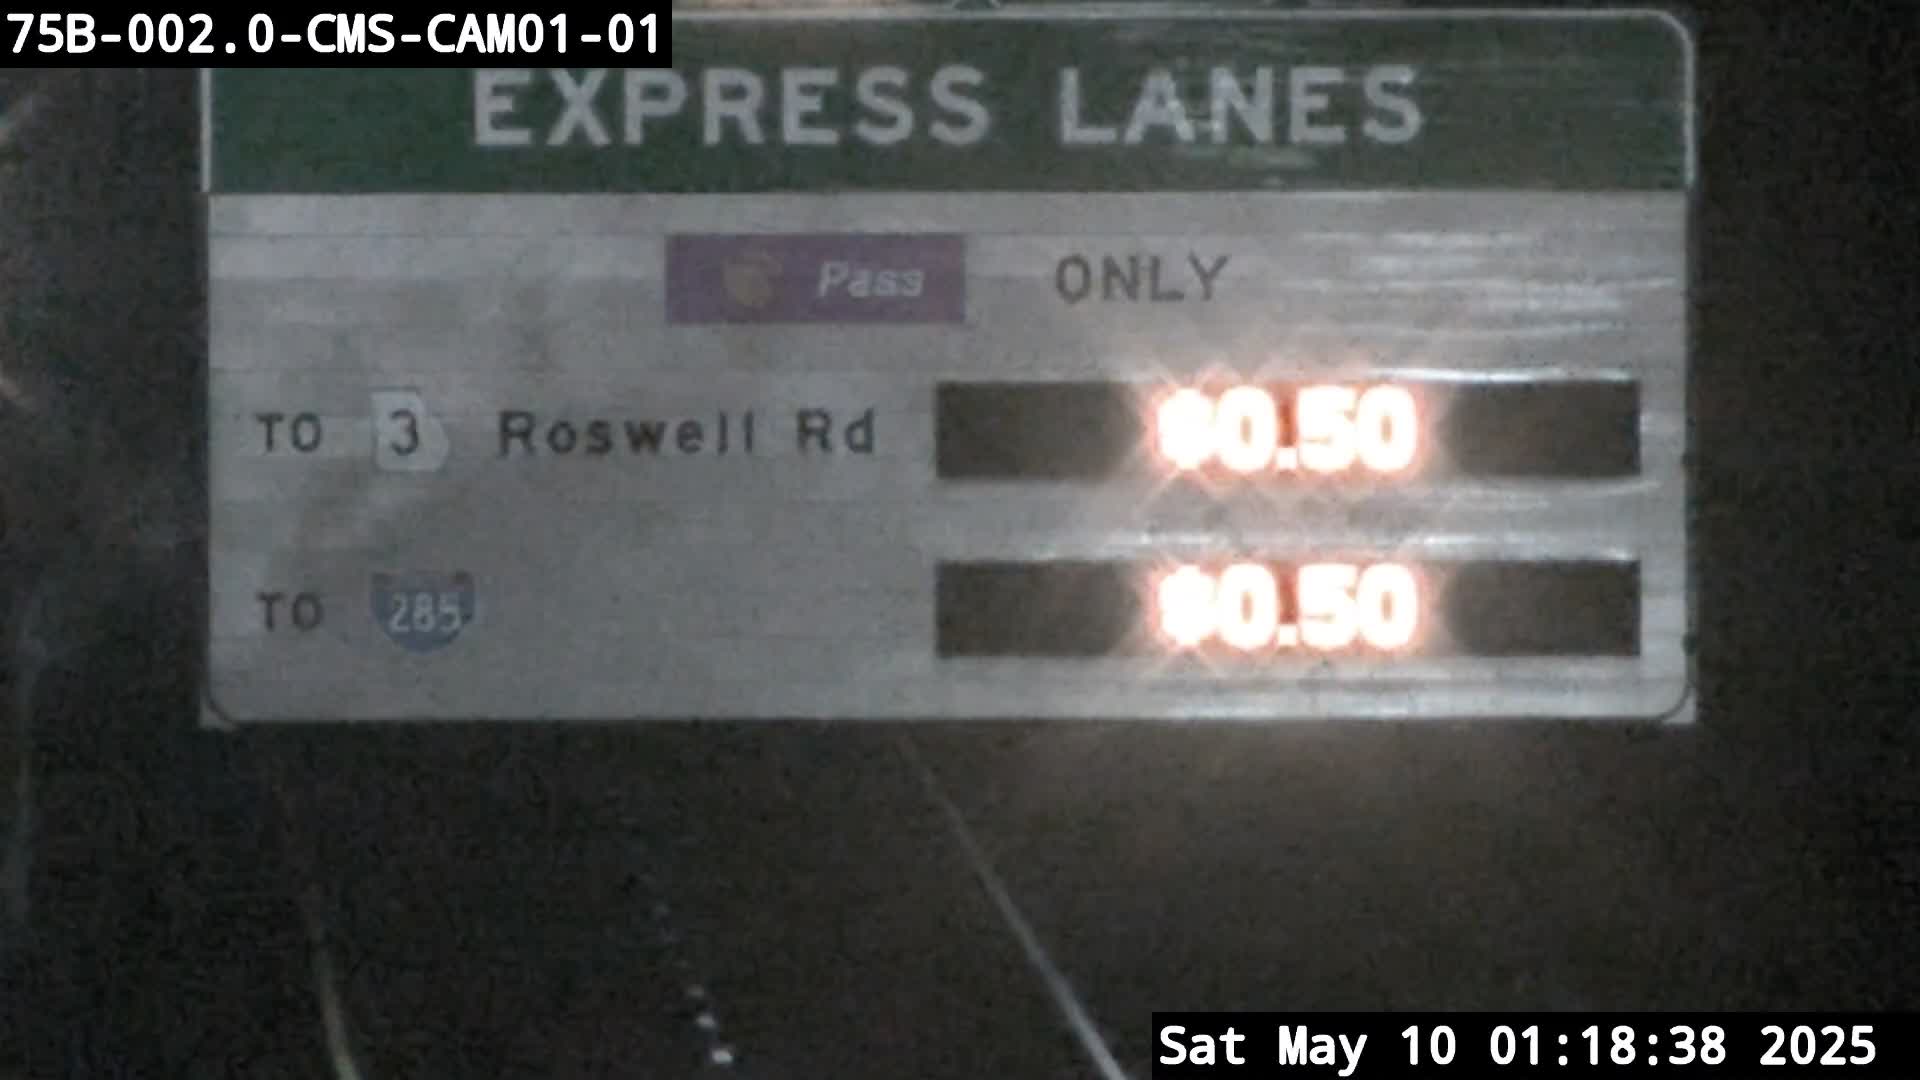 75B-002.0-CMS-CAM01-01
EXPRESS LANES
Pass ONLY
TO 3 Roswell Rd $0.50
TO 285 $0.50
Sat May 10 01:18:38 2025